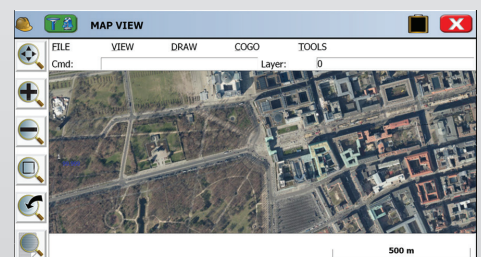 MAP VIEW
FILE VIEW DRAW COGO TOOLS
Cmd: Layer: 0
500 m